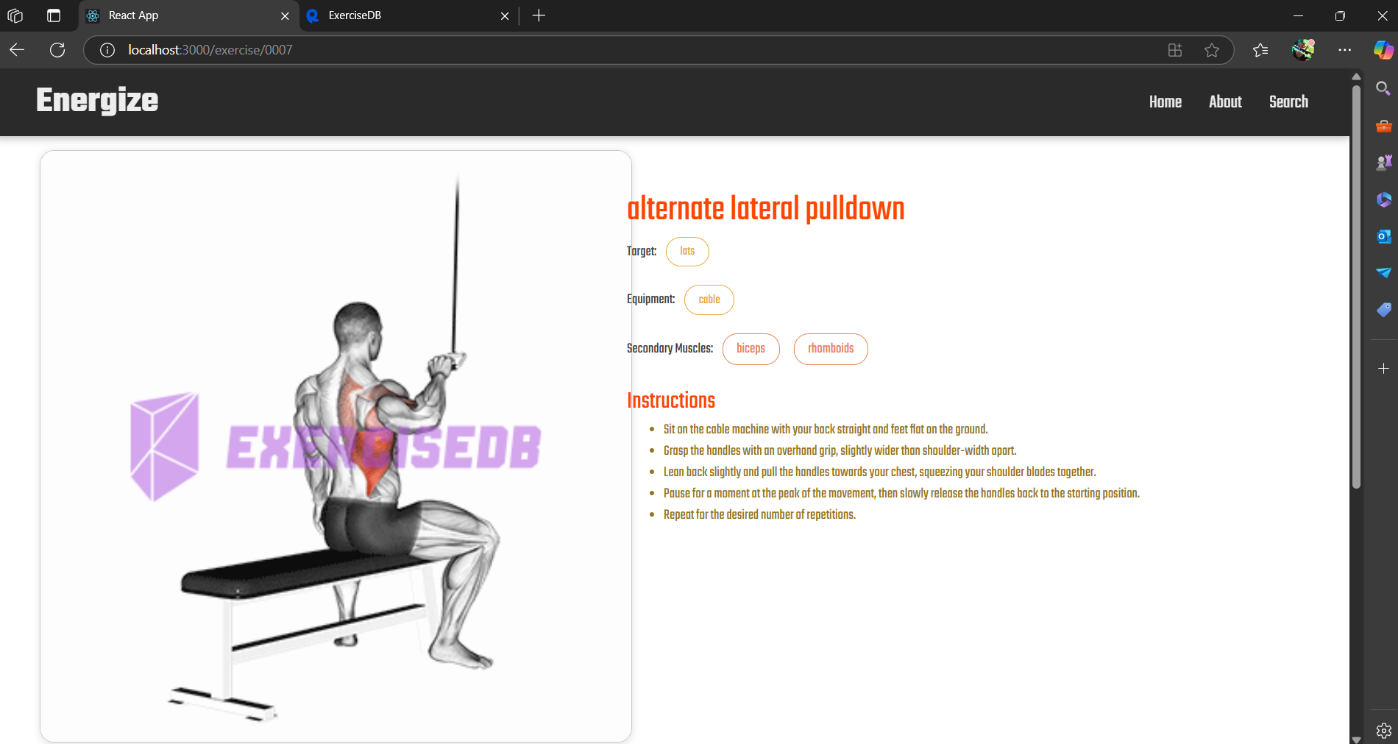 React App
ExerciseDB
localhost:3000/exercise/0007
Energize
Home About Search
EXERCISEDB
alternate lateral pulldown
Target: lats
Equipment: cable
Secondary Muscles: biceps rhomboids
Instructions
• Sit on the cable machine with your back straight and feet flat on the ground.
• Grasp the handles with an overhand grip, slightly wider than shoulder-width apart.
• Lean back slightly and pull the handles towards your chest, squeezing your shoulder blades together.
• Pause for a moment at the peak of the movement, then slowly release the handles back to the starting position.
• Repeat for the desired number of repetitions.